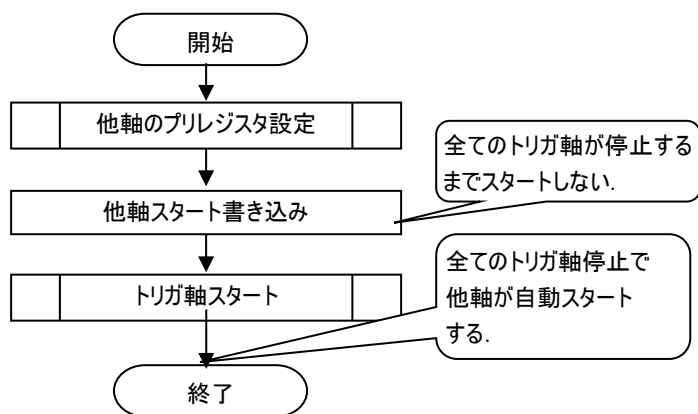 開始
他軸のプリレジスタ設定
全てのトリガ軸が停止する
までスタートしない.
他軸スタート書き込み
全てのトリガ軸停止で
他軸が自動スタート
する.
トリガ軸スタート
終了